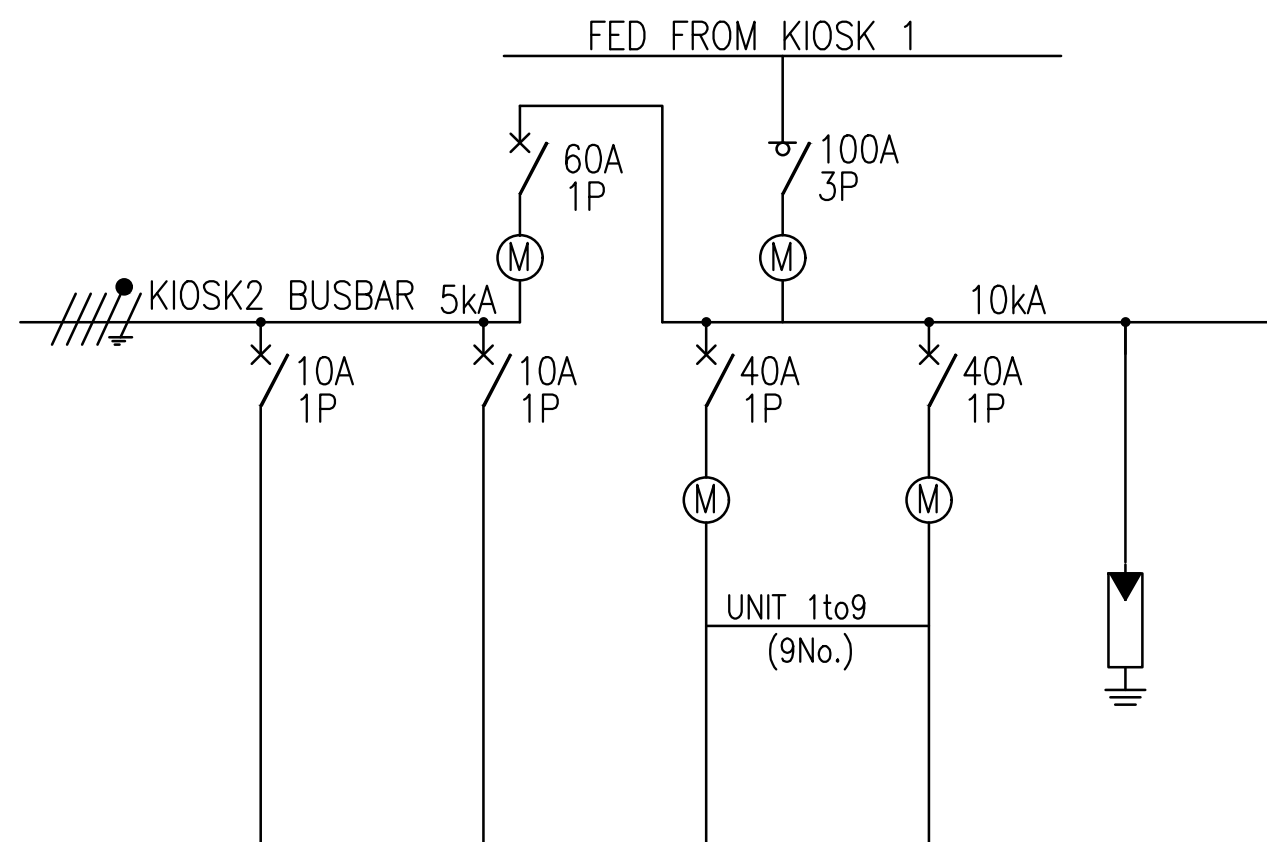 FED FROM KIOSK 1
60A
1P
100A
3P
M
M
KIOSK2 BUSBAR 5kA
10kA
10A
1P
10A
1P
40A
1P
40A
1P
M
M
UNIT 1to9
(9No.)